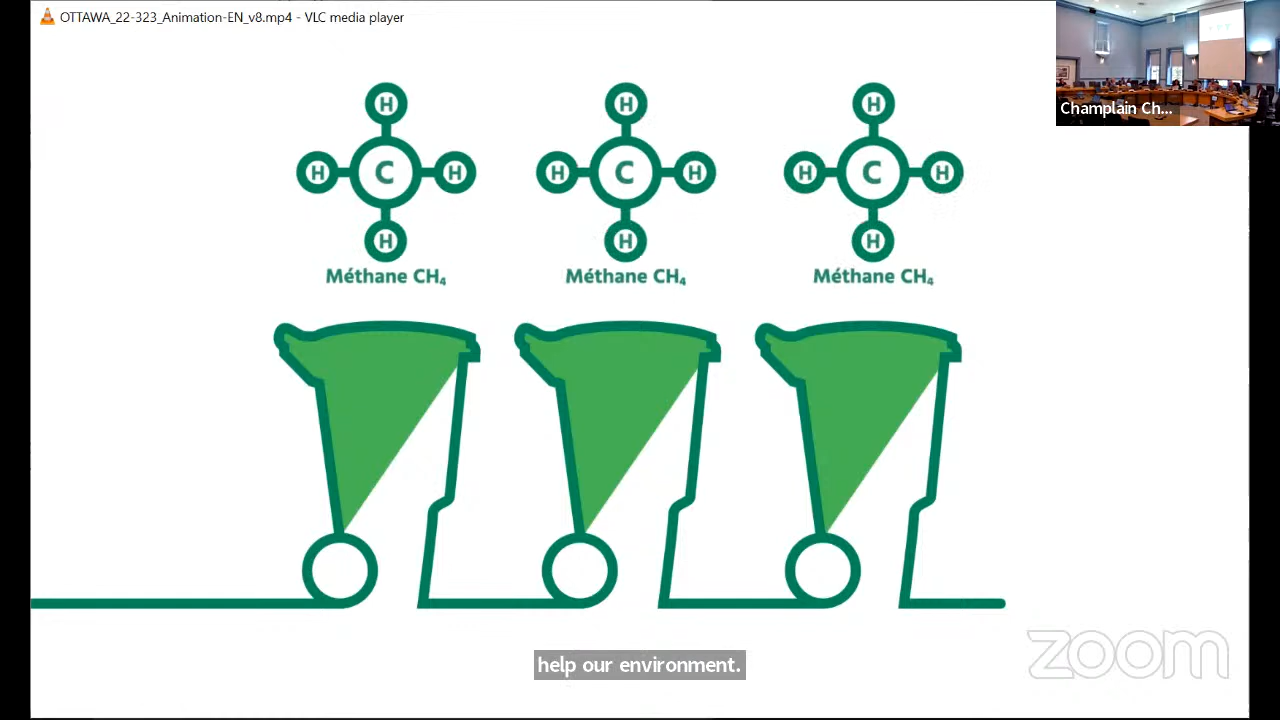 OTTAWA_22-323_Animation-EN_v8.mp4 - VLC media player
Champlain Ch...
H H H
H C H H C H H C H
H H H
Méthane CH₄ Méthane CH₄ Méthane CH₄
help our environment.
zoom